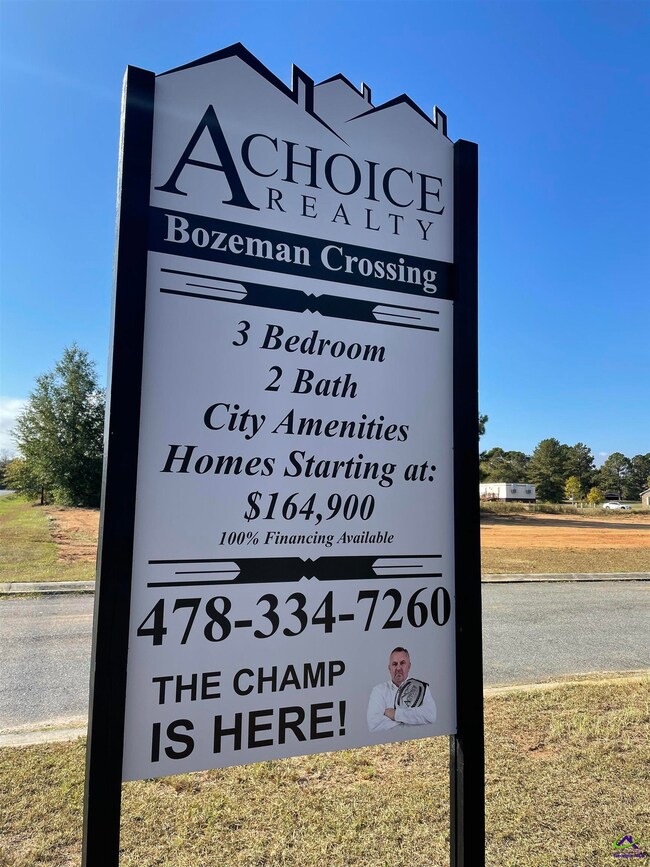 A CHOICE
REALTY
Bozeman Crossing
3 Bedroom
2 Bath
City Amenities
Homes Starting at:
$164,900
100% Financing Available
478-334-7260
THE CHAMP
IS HERE!